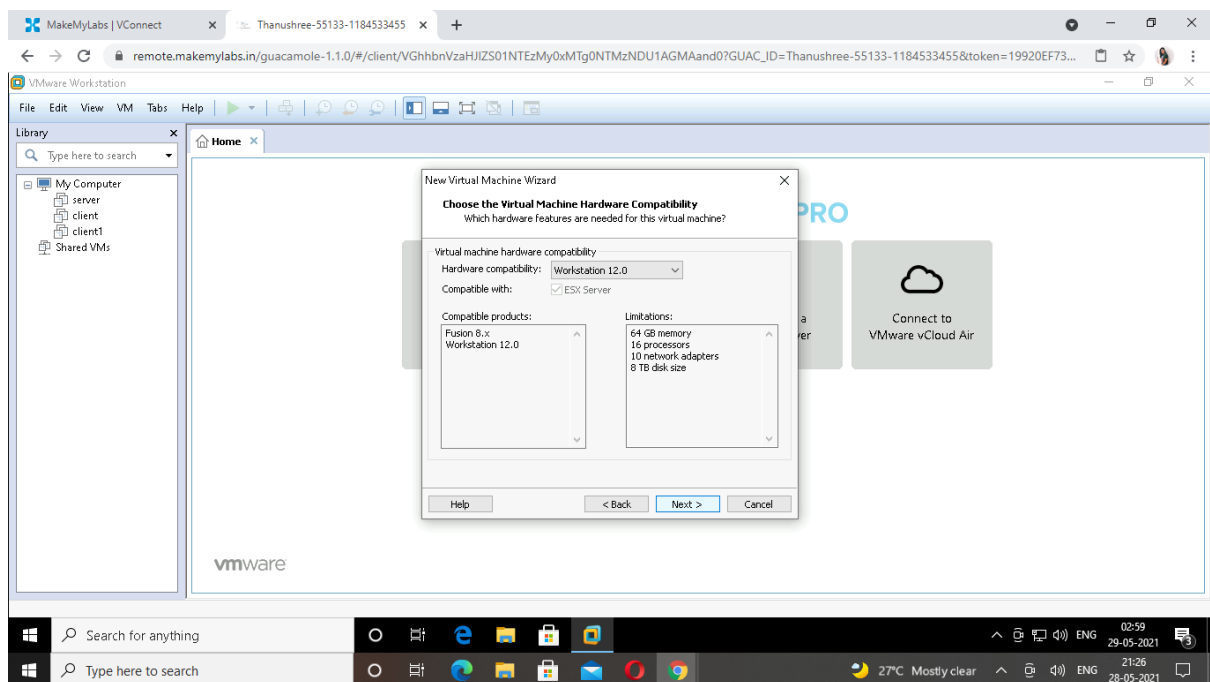 MakeMyLabs | VConnect
Thanushree-55133-1184533455
remote.makemylabs.in/guacamole-1.1.0/#/client/VGhhbnVzaHJlZS01NTEzMy0xMTg0NTMzNDU1AGMAand0?GUAC_ID=Thanushree-55133-1184533455&token=19920EF73...
VMware Workstation
File Edit View VM Tabs Help
Library
Home
Type here to search
My Computer
server
client
client1
Shared VMs
PRO
New Virtual Machine Wizard
Choose the Virtual Machine Hardware Compatibility
Which hardware features are needed for this virtual machine?
Virtual machine hardware compatibility
Hardware compatibility: Workstation 12.0
Compatible with: ESX Server
Compatible products: Limitations:
Fusion 8.x
Workstation 12.0
64 GB memory
16 processors
10 network adapters
8 TB disk size
Help < Back Next > Cancel
a
ver
Connect to
VMware vCloud Air
vmware
Search for anything
ENG
02:59
29-05-2021
3
Type here to search
27°C Mostly clear
ENG
21:26
28-05-2021